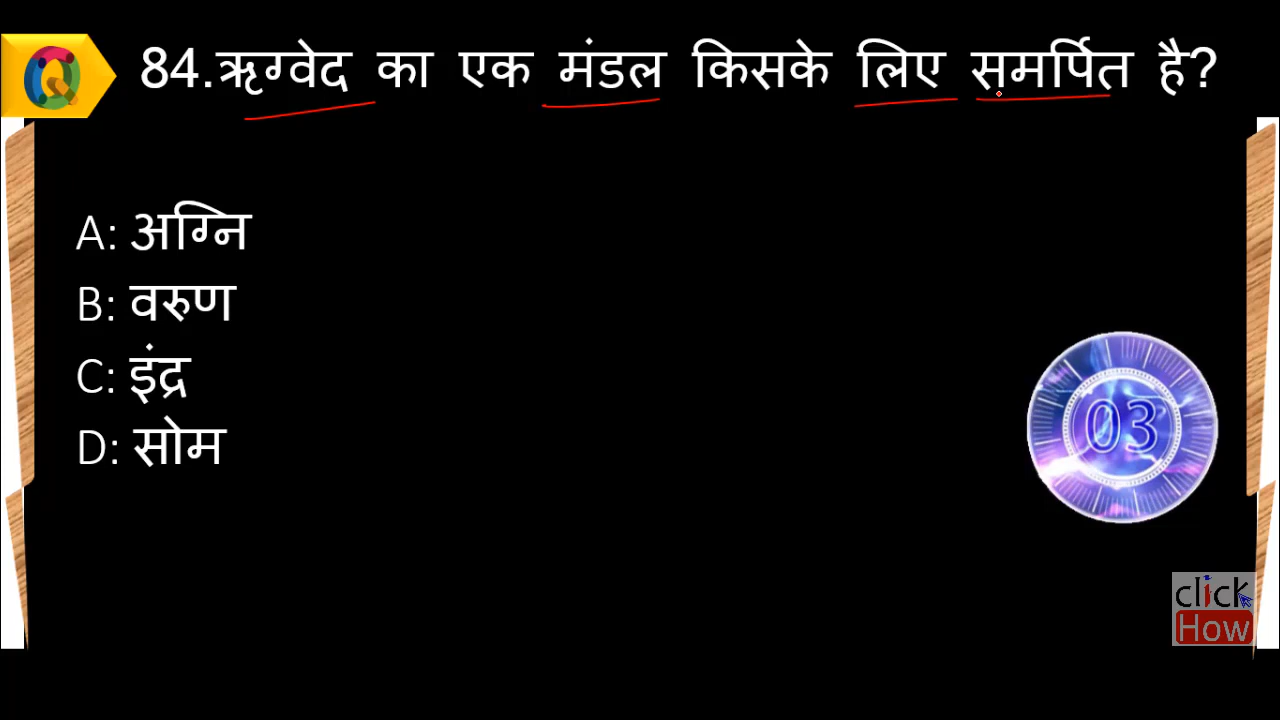 84.ऋग्वेद का एक मंडल किसके लिए समर्पित है?
A: अग्नि
B: वरुण
C: इंद्र
D: सोम
03
click
How